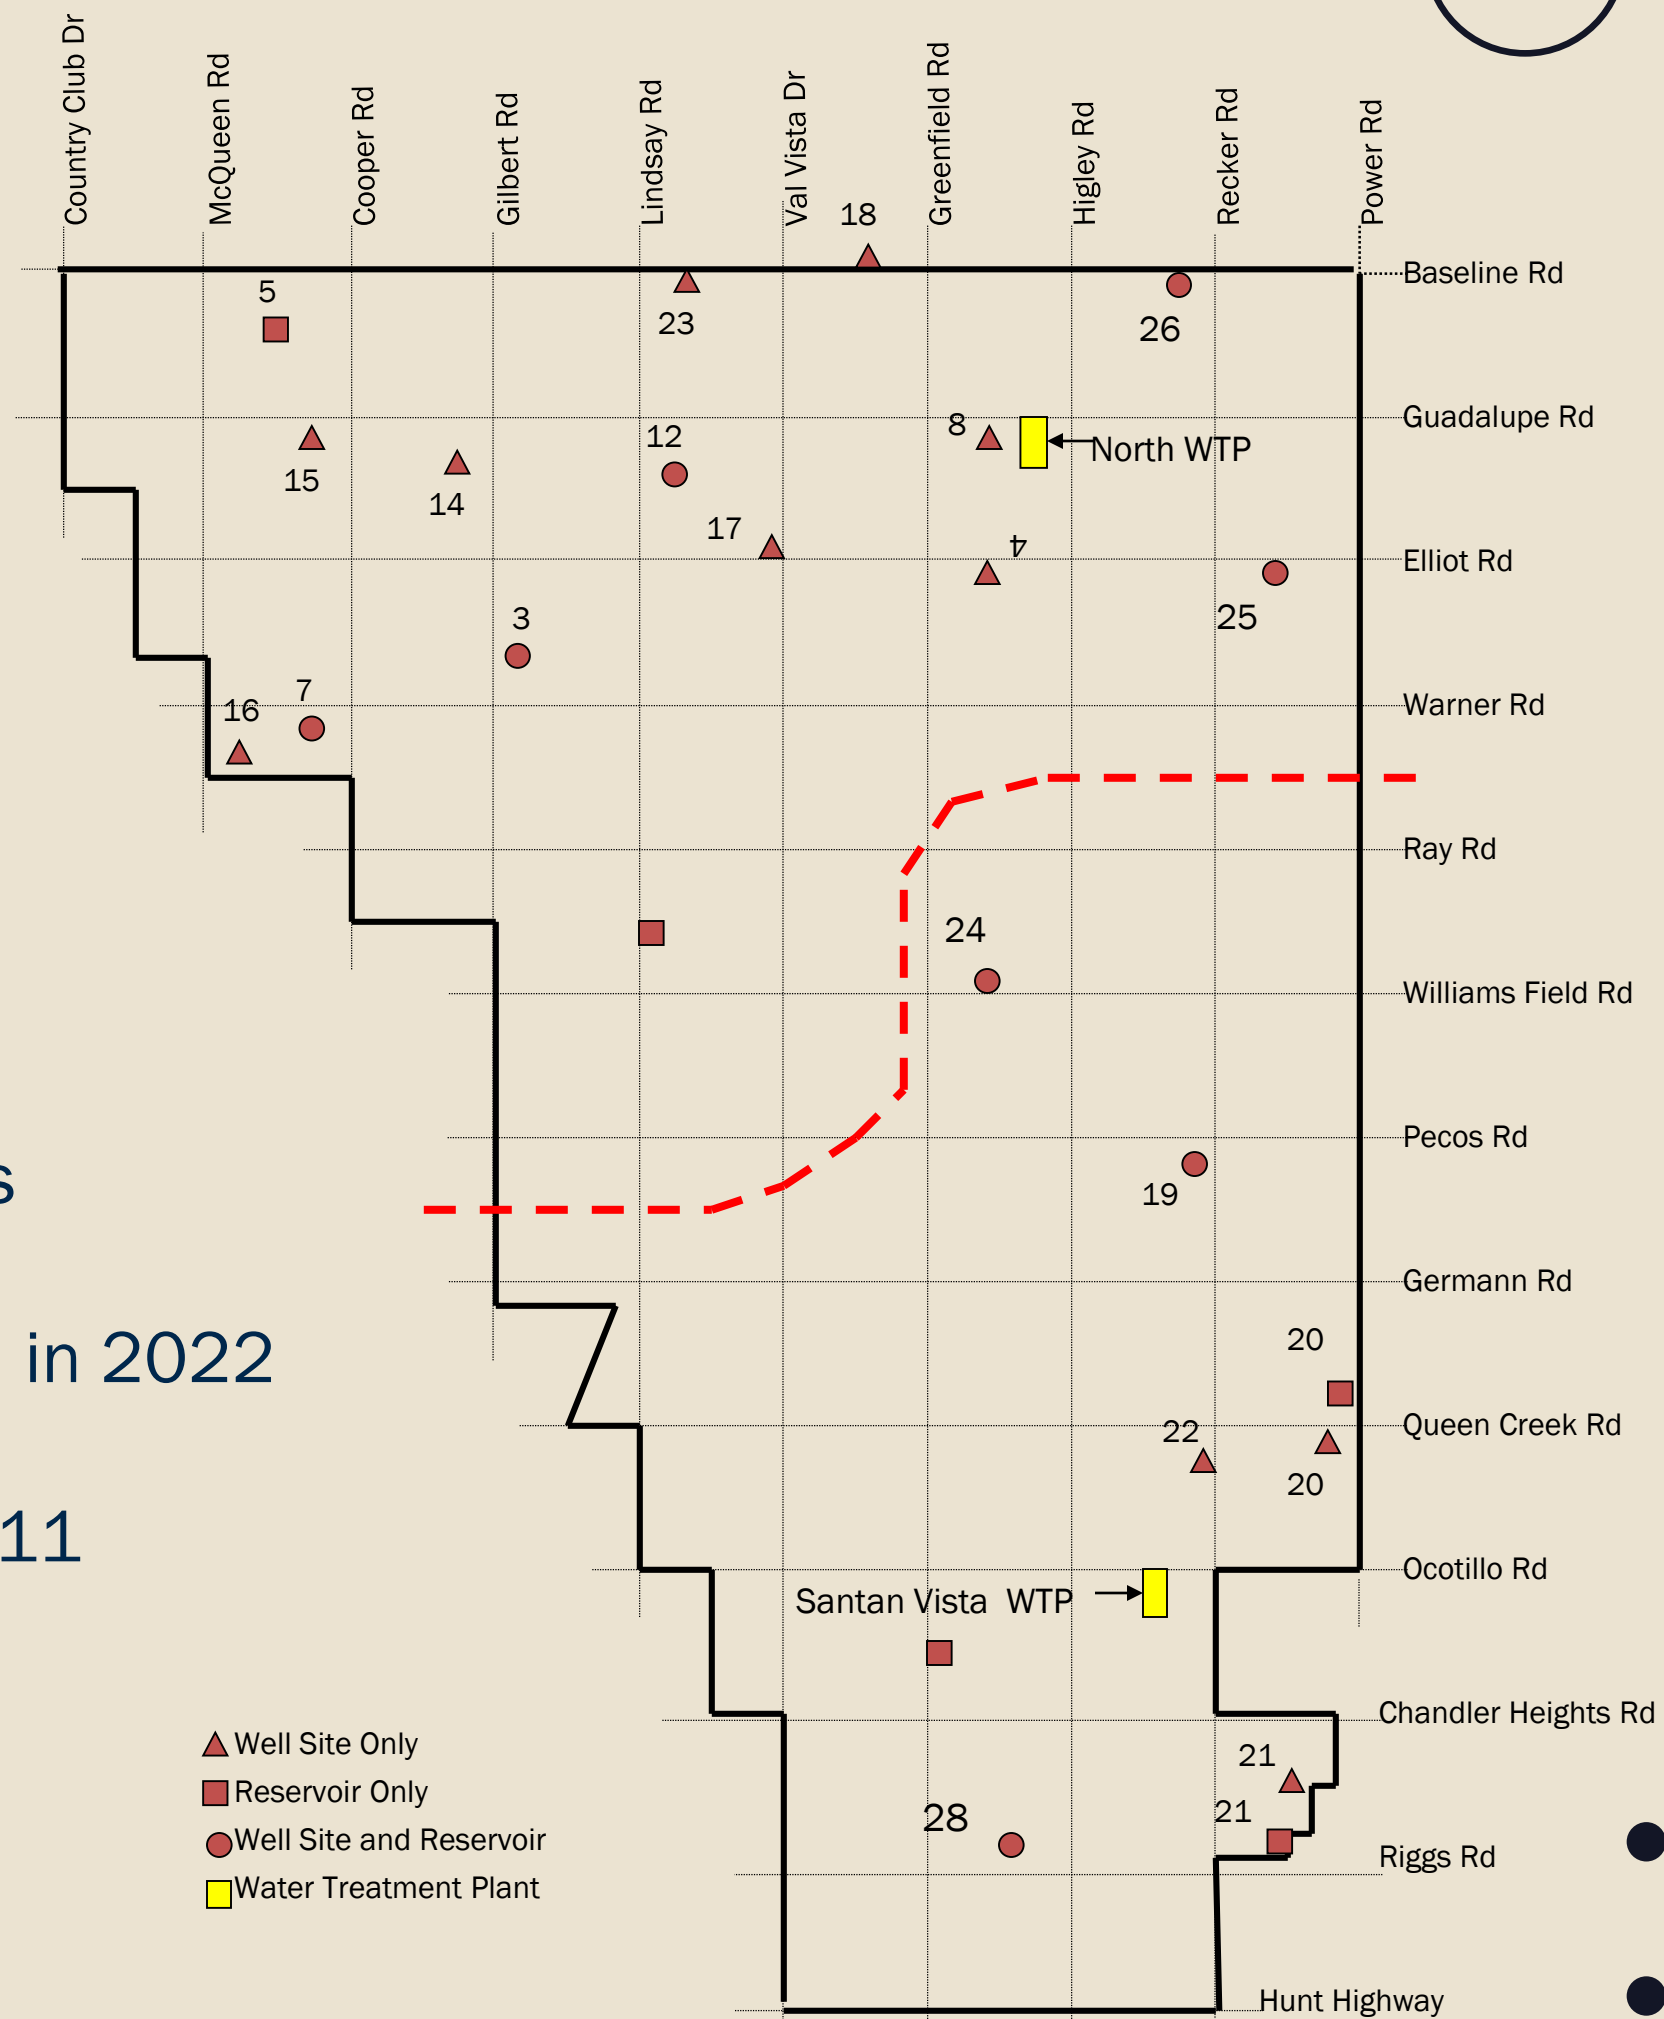 Country Club Dr
McQueen Rd
Cooper Rd
Gilbert Rd
Lindsay Rd
Val Vista Dr
Greenfield Rd
Higley Rd
Recker Rd
Power Rd
18
Baseline Rd
5
23
26
Guadalupe Rd
8
12
North WTP
15
14
17
4
Elliot Rd
25
3
7
16
Warner Rd
Ray Rd
24
Williams Field Rd
Pecos Rd
s
19
Germann Rd
20
in 2022
Queen Creek Rd
22
20
11
Ocotillo Rd
Santan Vista WTP
Chandler Heights Rd
Well Site Only
21
Reservoir Only
21
28
Well Site and Reservoir
Riggs Rd
Water Treatment Plant
Hunt Highway